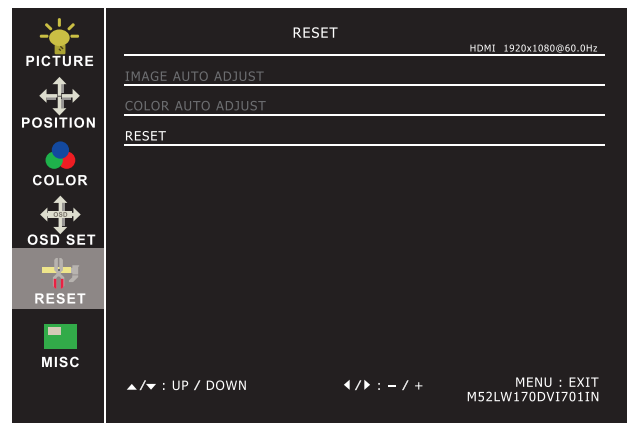 PICTURE
POSITION
COLOR
OSD
OSD SET
RESET
MISC
RESET
HDMI 1920x1080@60.0Hz
IMAGE AUTO ADJUST
COLOR AUTO ADJUST
RESET
▲/▼ : UP / DOWN
◀/▶ : − / +
MENU : EXIT
M52LW170DVI701IN